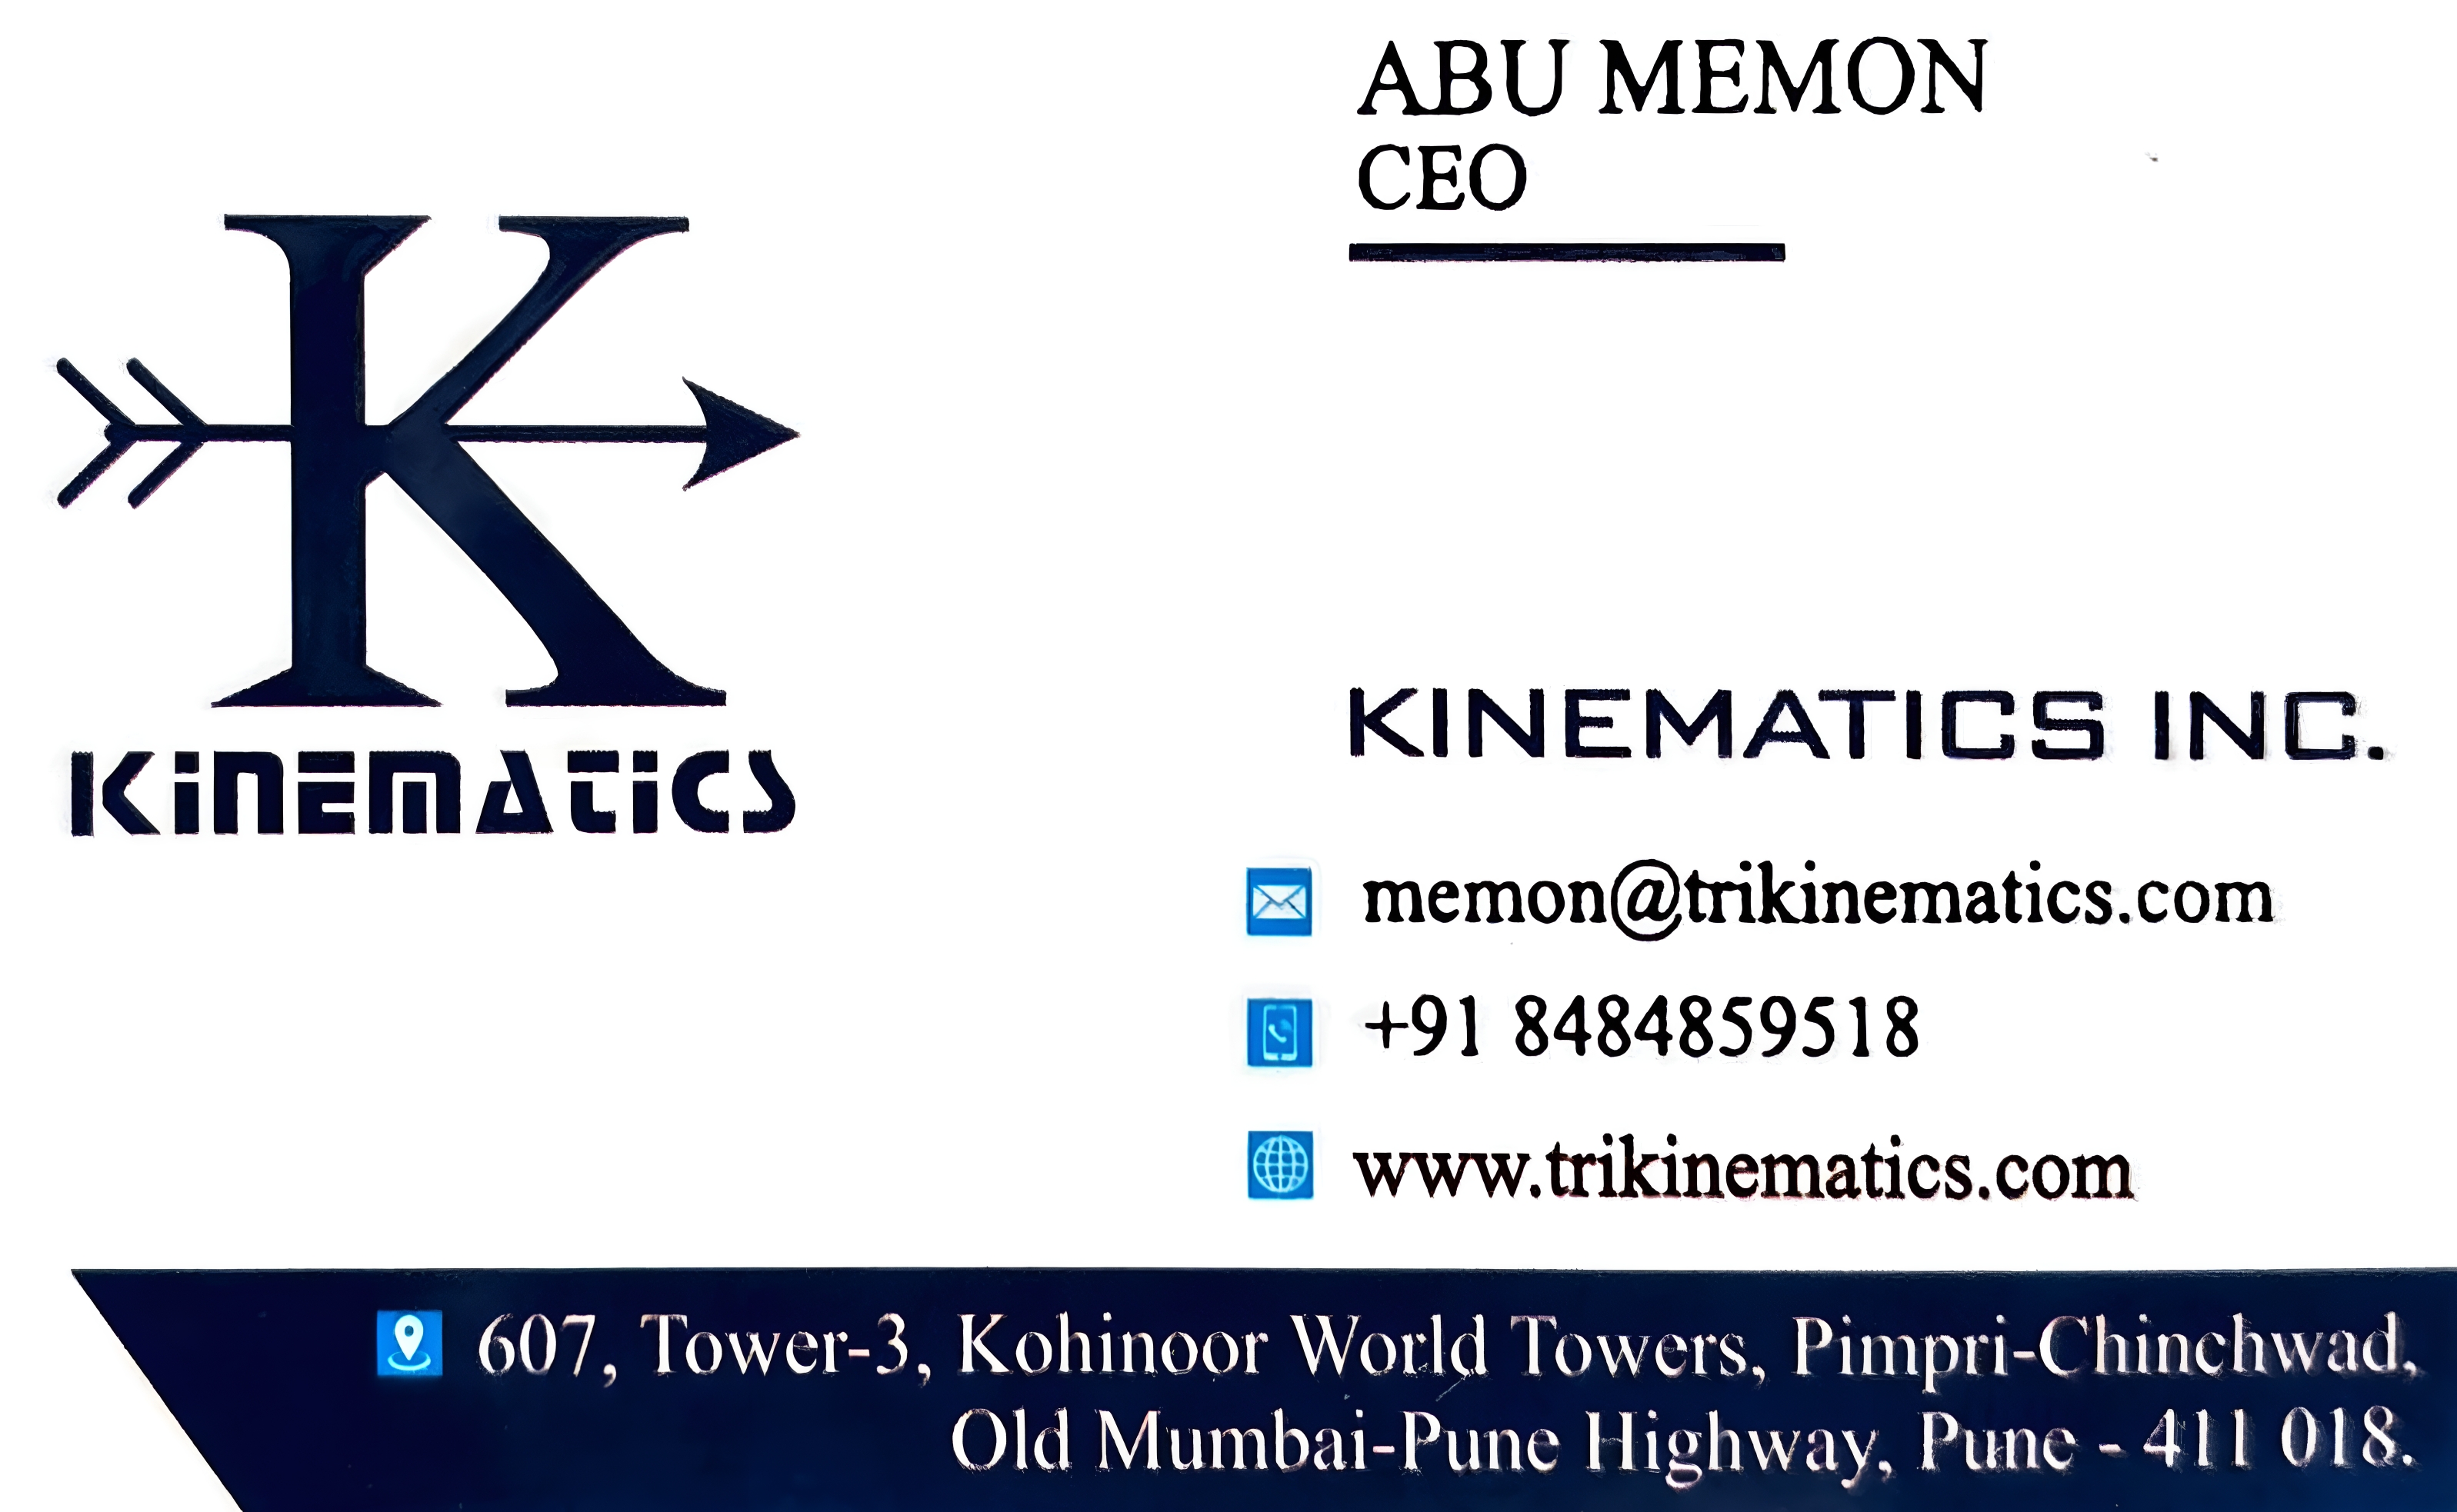 ABU MEMON
CEO
K
KINEMATICS
KINEMATICS INC.
memon@trikinematics.com
+91 8484859518
www.trikinematics.com
607, Tower-3, Kohinoor World Towers, Pimpri-Chinchwad,
Old Mumbai-Pune Highway, Pune - 411 018.